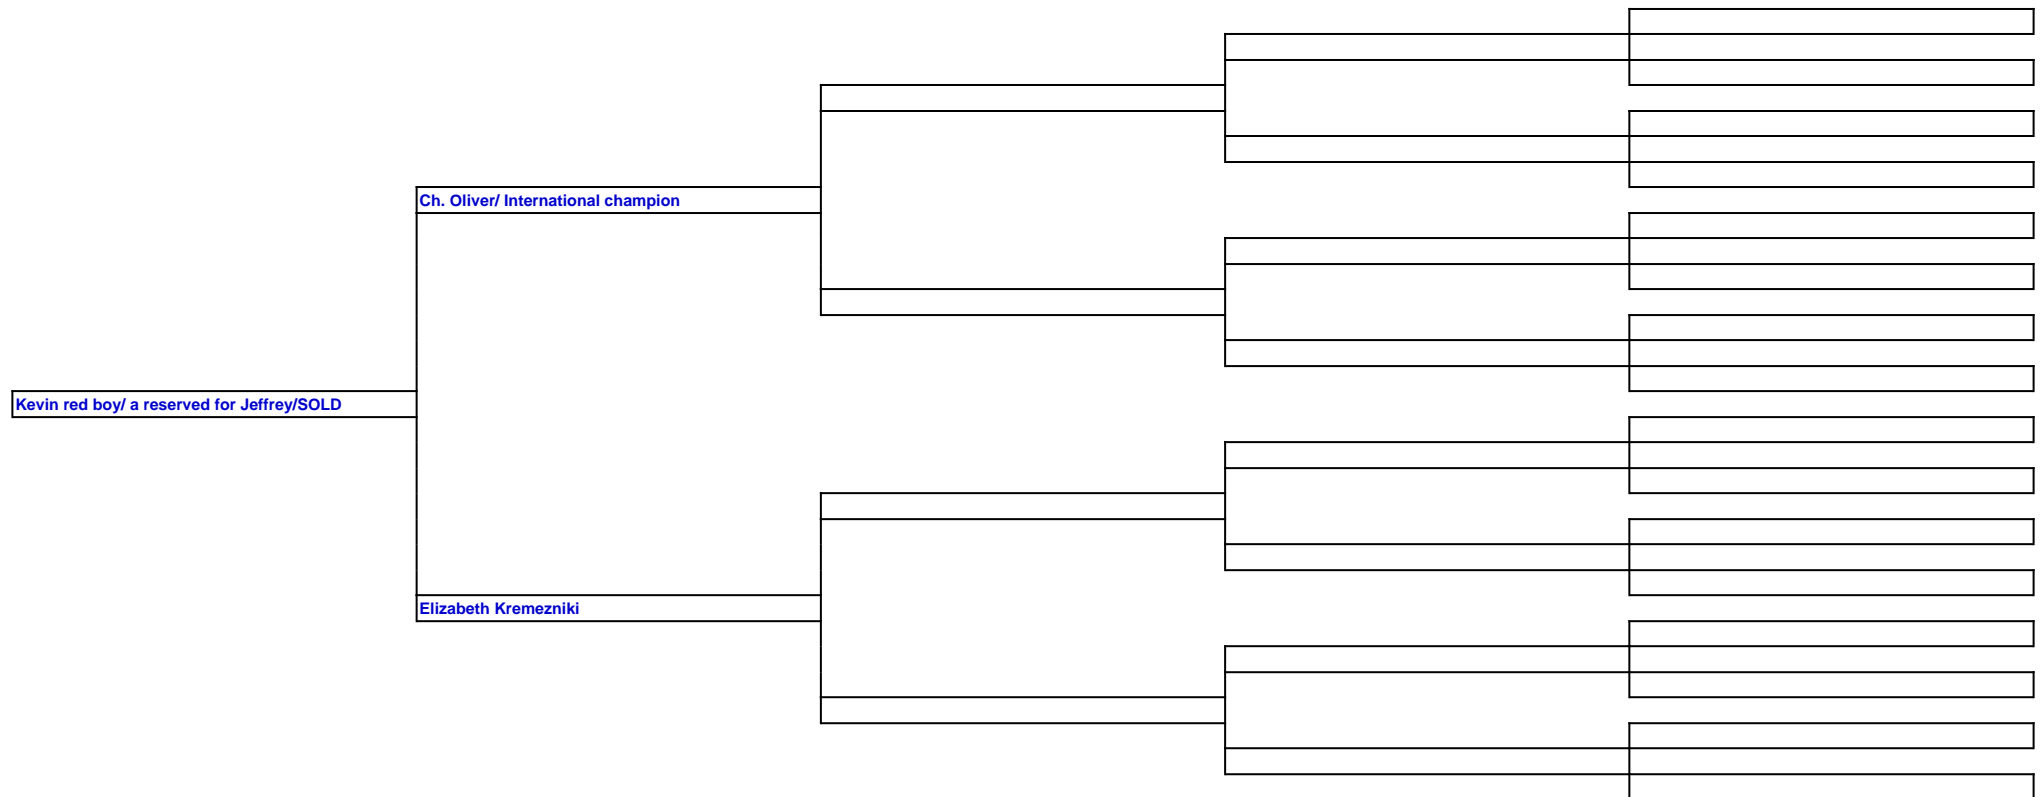 Ch. Oliver/ International champion
Kevin red boy/ a reserved for Jeffrey/SOLD
Elizabeth Kremezniki